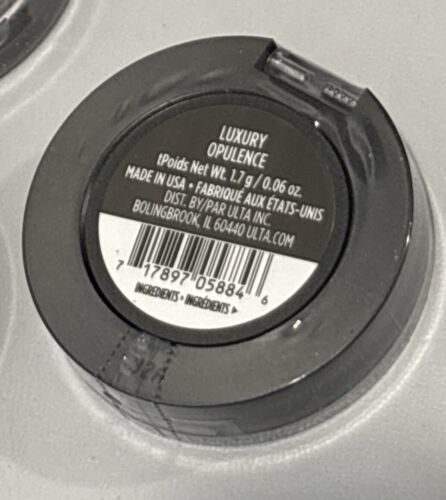 LUXURY
OPULENCE
tPoids Net Wt. 1.7 g / 0.06 oz.
MADE IN USA • FABRIQUÉ AUX ÉTATS-UNIS
DIST. BY/PAR ULTA INC.
BOLINGBROOK, IL 60440 ULTA.COM
7 17897 05884 6
INGREDIENTS • INGRÉDIENTS ▶